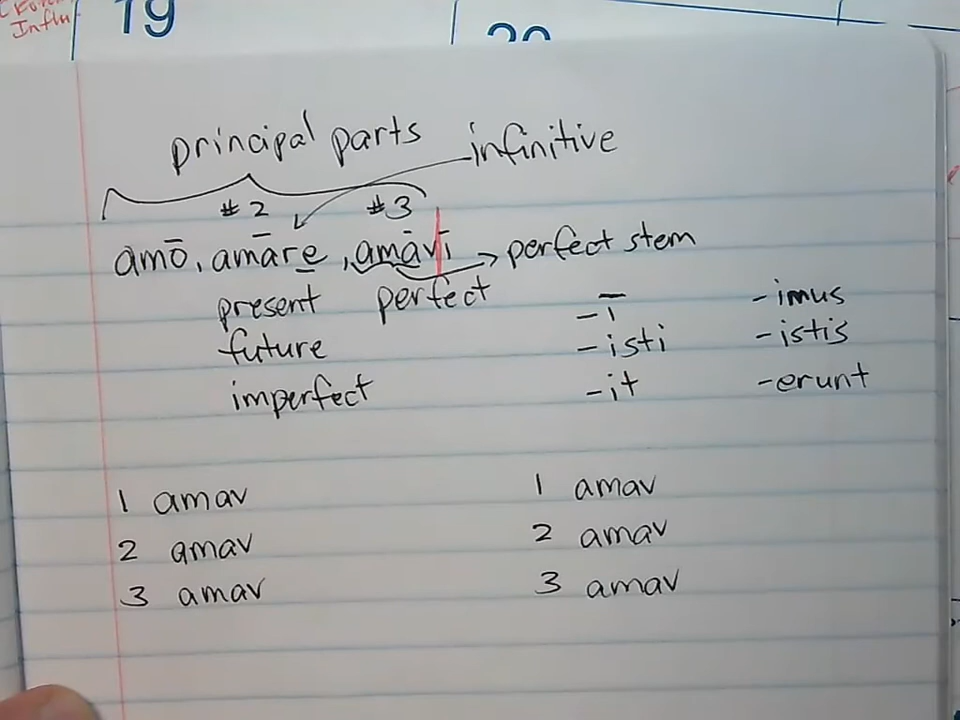 Influ 19
principal parts infinitive
#2 #3
amō, amāre, amāvī → perfect stem
present perfect -ī -imus
future -isti -istis
imperfect -it -erunt
1 amav 1 amav
2 amav 2 amav
3 amav 3 amav